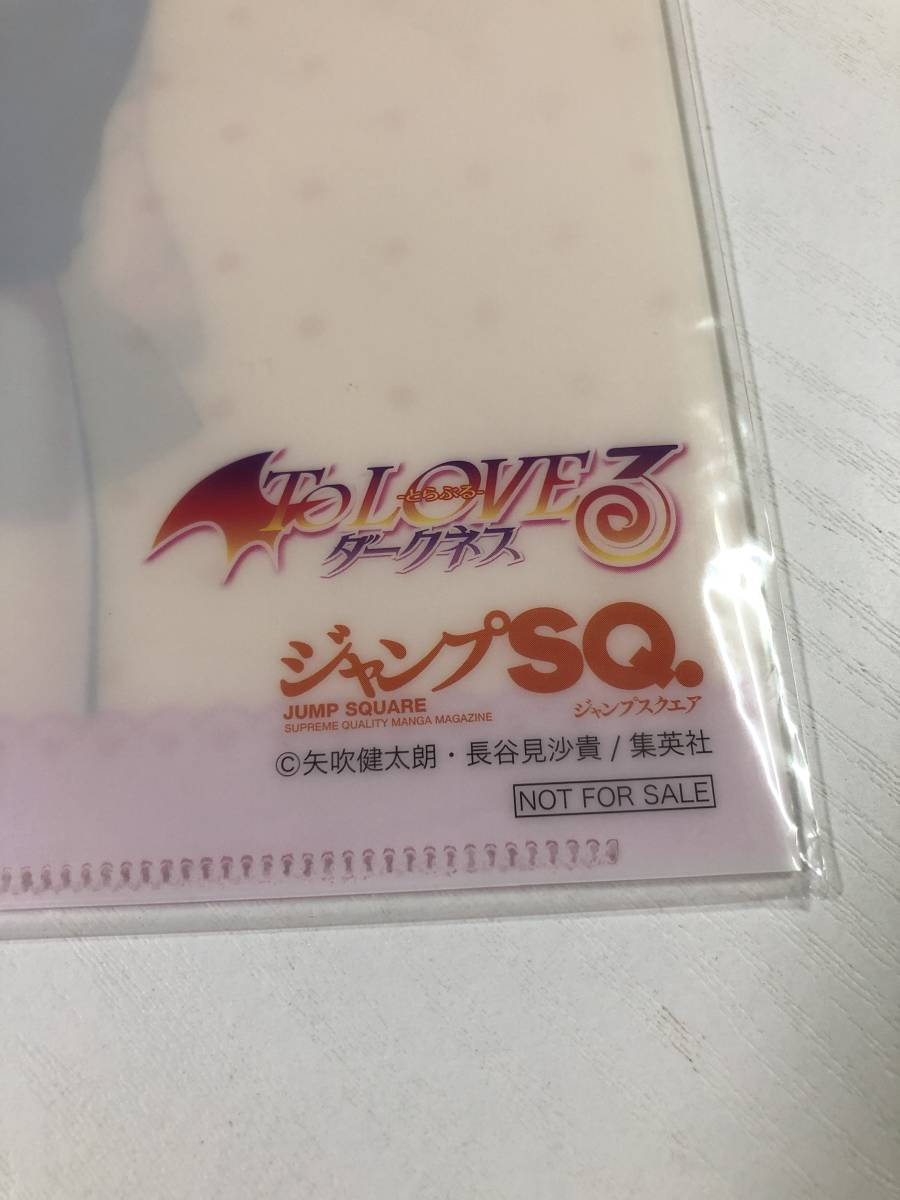 To LOVEる
-とらぶる-
ダークネス
ジャンプSQ.
JUMP SQUARE
SUPREME QUALITY MANGA MAGAZINE
ジャンプスクエア
©矢吹健太朗・長谷見沙貴 / 集英社
NOT FOR SALE